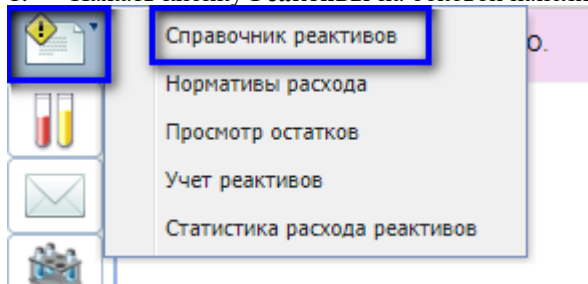 Справочник реактивов
О.
Нормативы расхода
Просмотр остатков
Учет реактивов
Статистика расхода реактивов